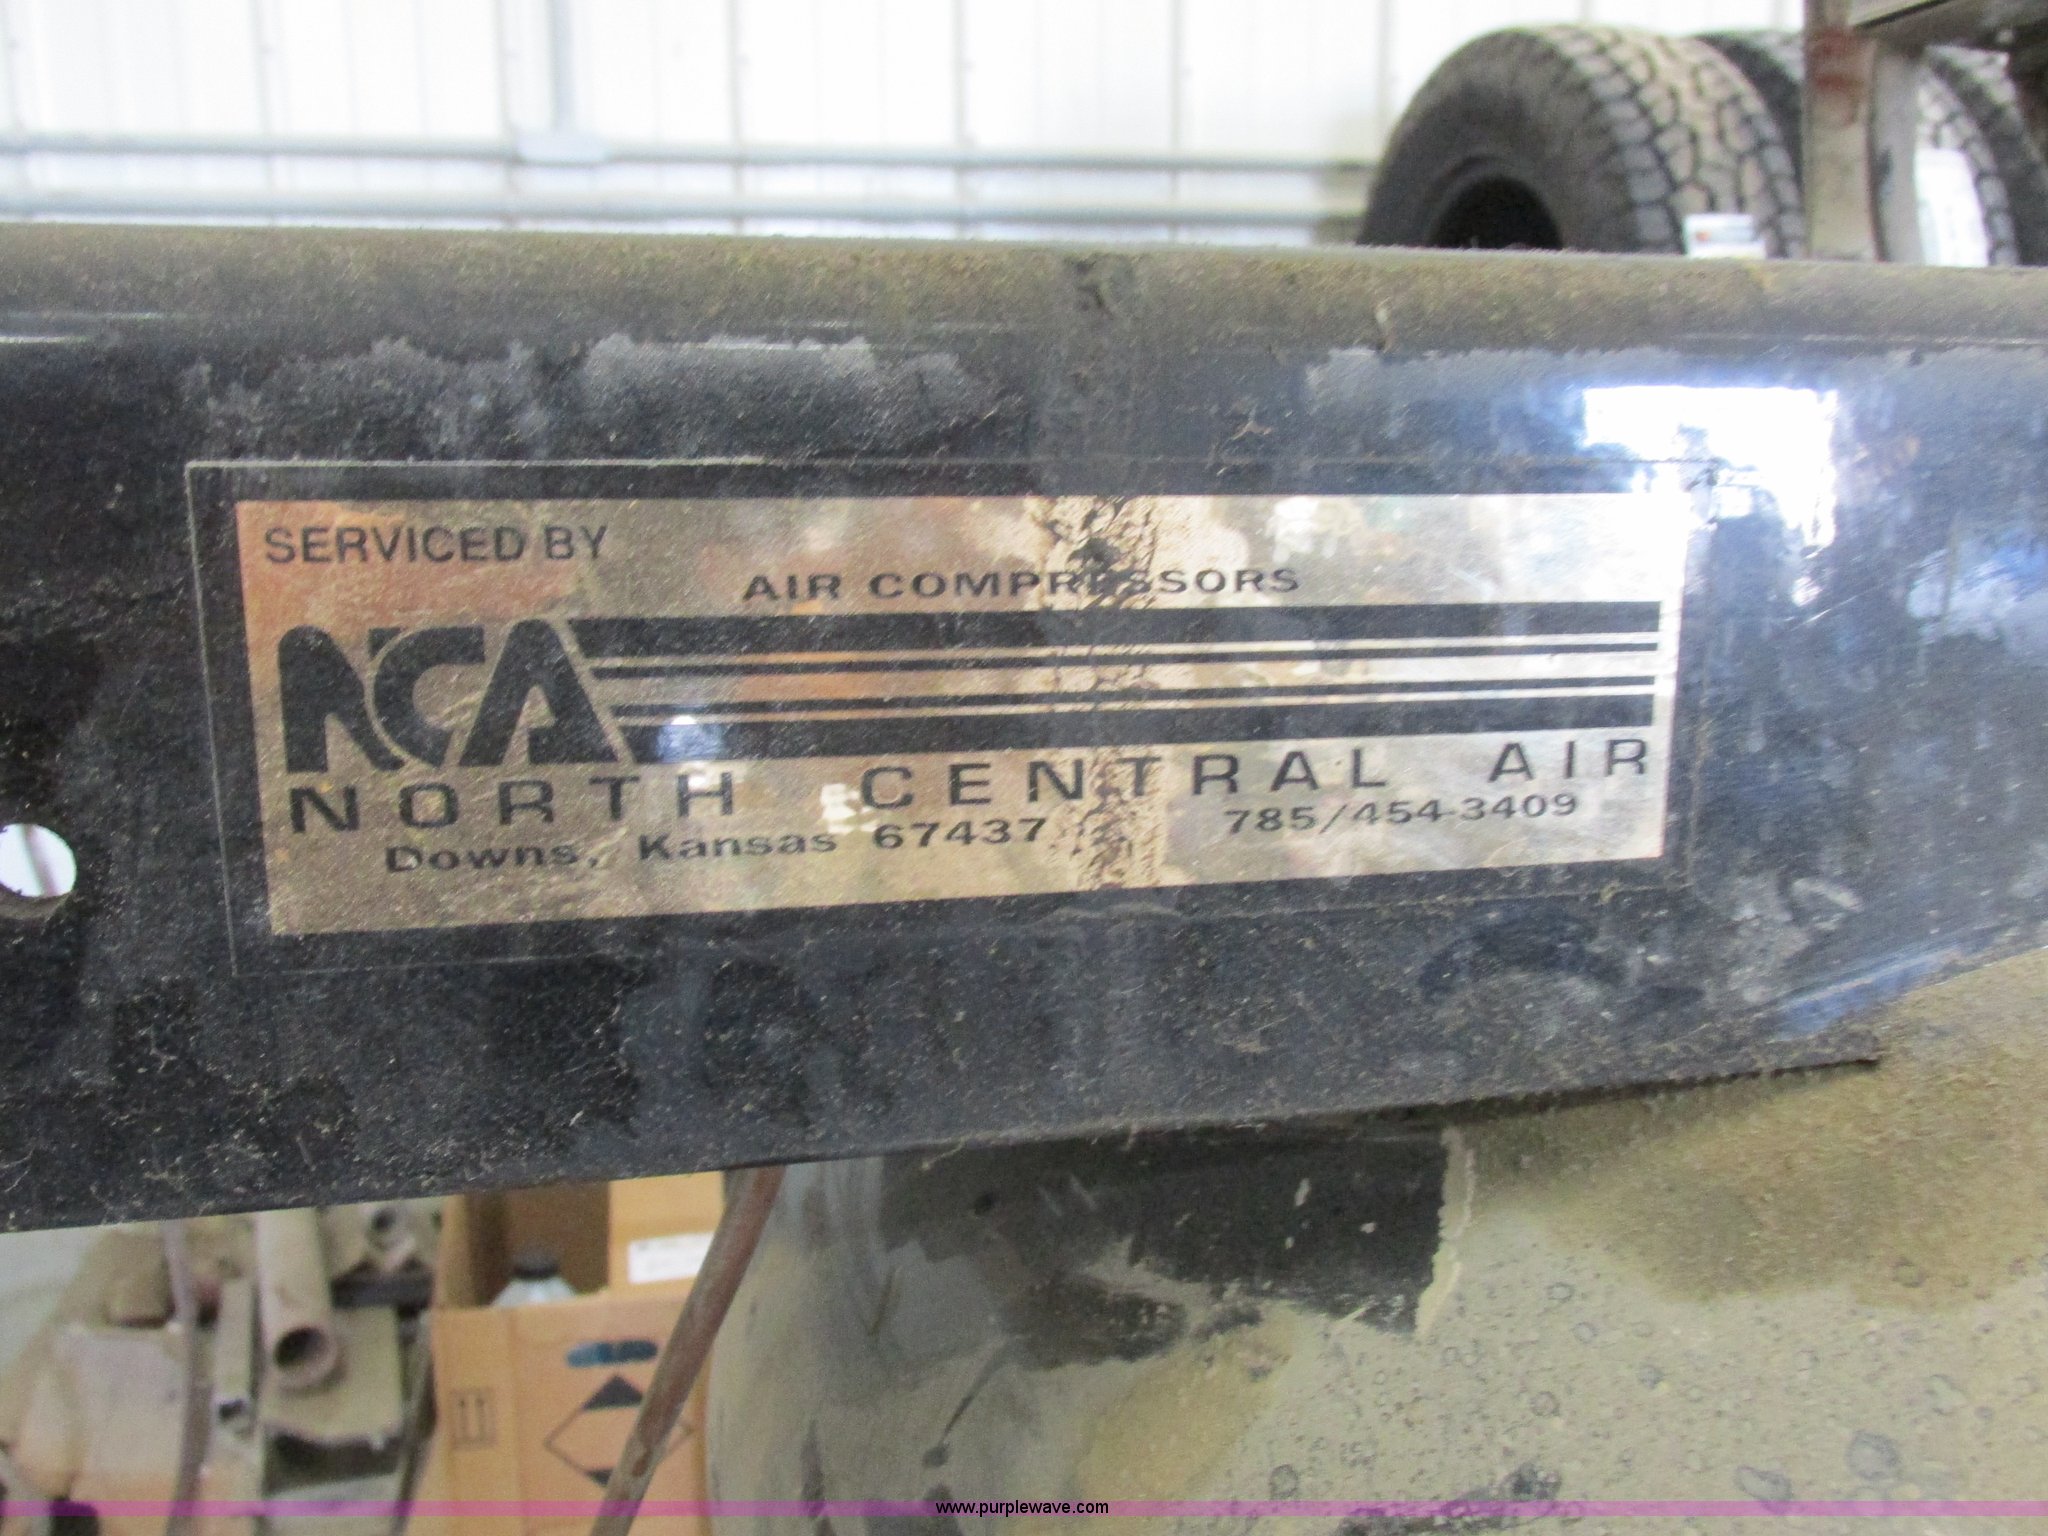 SERVICED BY
AIR COMPRESSORS
NCA
NORTH CENTRAL AIR
Downs, Kansas 67437 785/454-3409
www.purplewave.com